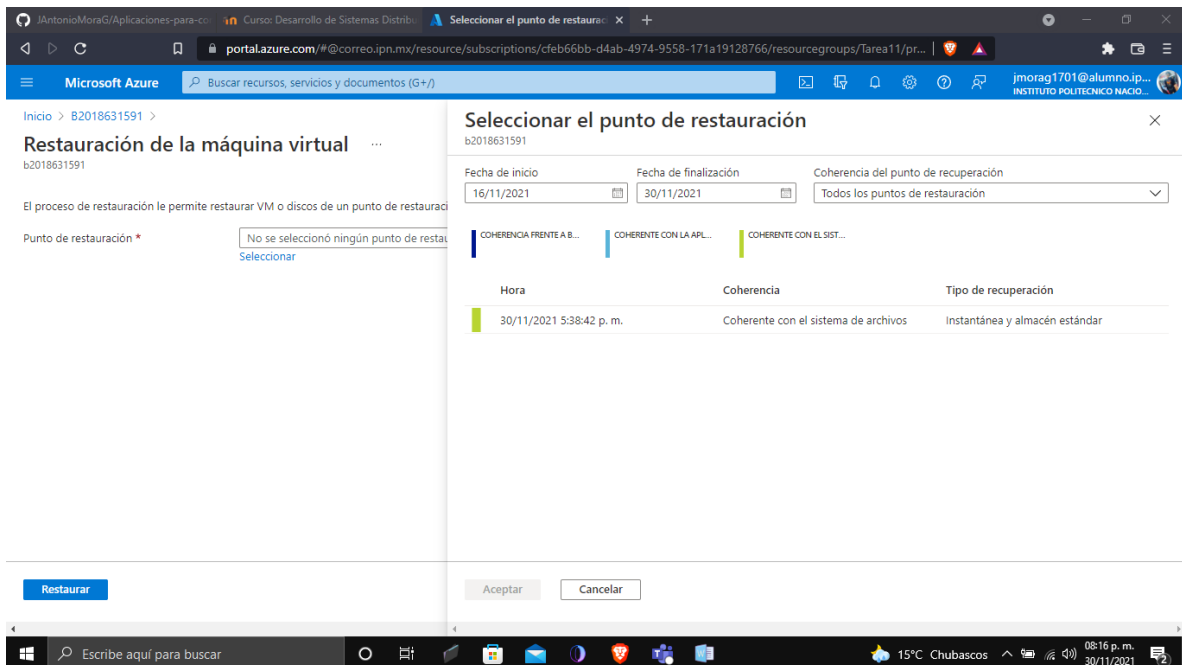 JAntonioMoraG/Aplicaciones-para-co
Curso: Desarrollo de Sistemas Distribu
Seleccionar el punto de restaurac
portal.azure.com/#@correo.ipn.mx/resource/subscriptions/cfeb66bb-d4ab-4974-9558-171a19128766/resourcegroups/Tarea11/pr...
Microsoft Azure
Buscar recursos, servicios y documentos (G+/)
jmorag1701@alumno.ip...
INSTITUTO POLITECNICO NACIO...
Inicio > B2018631591 >
Restauración de la máquina virtual ...
b2018631591
El proceso de restauración le permite restaurar VM o discos de un punto de restauraci
Punto de restauración *
No se seleccionó ningún punto de restau
Seleccionar
Restaurar
Seleccionar el punto de restauración
b2018631591
Fecha de inicio
Fecha de finalización
Coherencia del punto de recuperación
16/11/2021
30/11/2021
Todos los puntos de restauración
COHERENCIA FRENTE A B...
COHERENTE CON LA APL...
COHERENTE CON EL SIST...
Hora
Coherencia
Tipo de recuperación
30/11/2021 5:38:42 p. m.
Coherente con el sistema de archivos
Instantánea y almacén estándar
Aceptar
Cancelar
Escribe aquí para buscar
15°C Chubascos
08:16 p. m.
30/11/2021
2